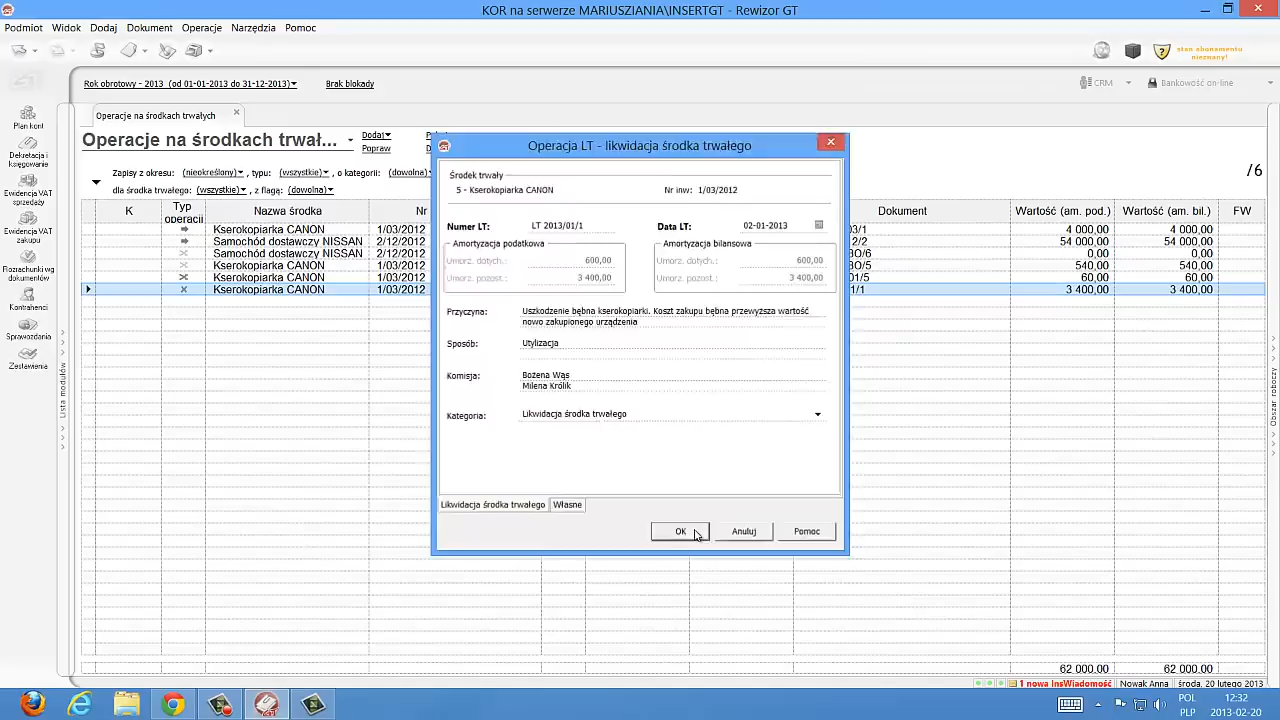 KOR na serwerze MARIUSZIANIA\INSERTGT - Rewizor GT
Podmiot Widok Dodaj Dokument Operacje Narzędzia Pomoc
stan abonamentu
nieznany!
Rok obrotowy - 2013 (od 01-01-2013 do 31-12-2013)
Brak blokady
CRM
Bankowość on-line
Plan kont
Dekretacja i
księgowanie
Ewidencja VAT
sprzedaży
Ewidencja VAT
zakupu
Rozrachunki wg
dokumentów
Kontrahenci
Sprawozdania
Zestawienia
Lista modułów
Operacje na środkach trwałych
Operacje na środkach trwał...
Dodaj
Popraw
Zapisy z okresu: (nieokreślony) , typu: (wszystkie) , o kategorii: (dowolna)
dla środka trwałego: (wszystkie) , z flagą: (dowolna)
/6
K Typ operacji Nazwa środka Nr Dokument Wartość (am. pod.) Wartość (am. bil.) FW
Kserokopiarka CANON 1/03/2012 4 000,00 4 000,00
Samochód dostawczy NISSAN 2/12/2012 54 000,00 54 000,00
Samochód dostawczy NISSAN 2/12/2012 0,00 0,00
Kserokopiarka CANON 1/03/2012 540,00 540,00
Kserokopiarka CANON 1/03/2012 60,00 60,00
Kserokopiarka CANON 1/03/2012 3 400,00 3 400,00
62 000,00 62 000,00
Operacja LT - likwidacja środka trwałego
Środek trwały
5 - Kserokopiarka CANON Nr inw: 1/03/2012
Numer LT: LT 2013/01/1 Data LT: 02-01-2013
Amortyzacja podatkowa
Umorz. dotych.: 600,00
Umorz. pozost.: 3 400,00
Amortyzacja bilansowa
Umorz. dotych.: 600,00
Umorz. pozost.: 3 400,00
Przyczyna: Uszkodzenie bębna kserokopiarki. Koszt zakupu bębna przewyższa wartość
nowo zakupionego urządzenia
Sposób: Utylizacja
Komisja: Bożena Wąs
Milena Królik
Kategoria: Likwidacja środka trwałego
Likwidacja środka trwałego Własne
OK Anuluj Pomoc
Obszar roboczy
1 nowa InsWiadomość Nowak Anna środa, 20 lutego 2013
POL
PLP
12:32
2013-02-20